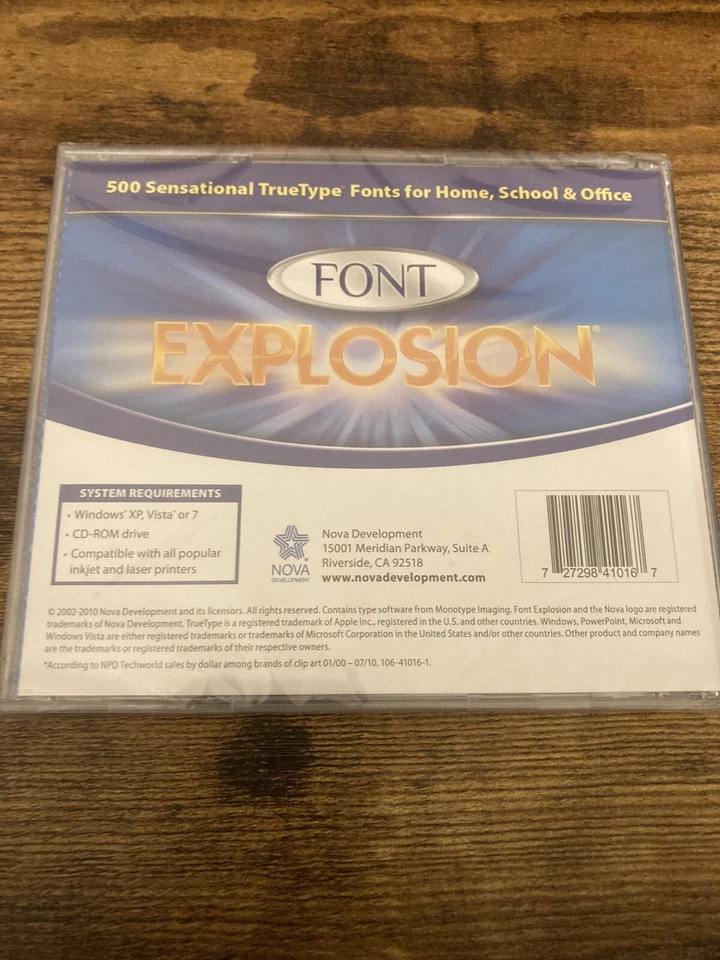 500 Sensational TrueType® Fonts for Home, School & Office
FONT
EXPLOSION®
SYSTEM REQUIREMENTS
• Windows® XP, Vista® or 7
• CD-ROM drive
• Compatible with all popular
inkjet and laser printers
NOVA
DEVELOPMENT
Nova Development
15001 Meridian Parkway, Suite A
Riverside, CA 92518
www.novadevelopment.com
7 27298 41016 7
© 2002-2010 Nova Development and its licensors. All rights reserved. Contains type software from Monotype Imaging. Font Explosion and the Nova logo are registered
trademarks of Nova Development. TrueType is a registered trademark of Apple Inc., registered in the U.S. and other countries. Windows, PowerPoint, Microsoft and
Windows Vista are either registered trademarks or trademarks of Microsoft Corporation in the United States and/or other countries. Other product and company names
are the trademarks or registered trademarks of their respective owners.
*According to NPD Techworld sales by dollar among brands of clip art 01/00 – 07/10. 106-41016-1.